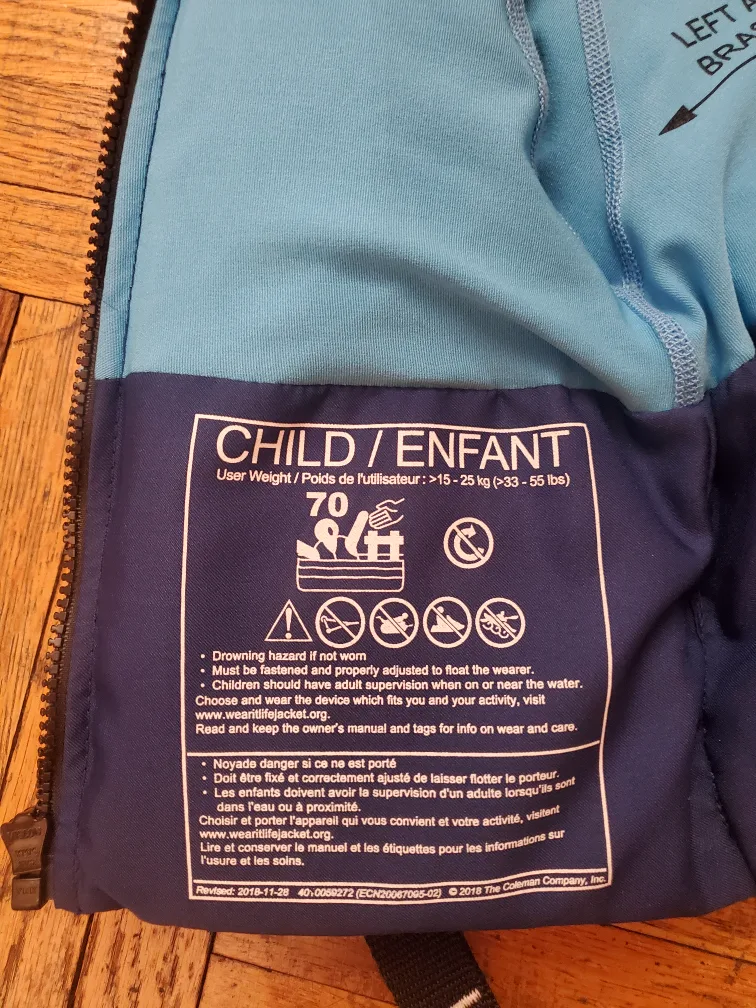 LEFT
CHILD / ENFANT
User Weight / Poids de l'utilisateur : >15 - 25 kg (>33 - 55 lbs)
70
• Drowning hazard if not worn
• Must be fastened and properly adjusted to float the wearer.
• Children should have adult supervision when on or near the water.
Choose and wear the device which fits you and your activity, visit
www.wearitlifejacket.org.
Read and keep the owner's manual and tags for info on wear and care.
• Noyade danger si ce ne est porté
• Doit être fixé et correctement ajusté de laisser flotter le porteur.
• Les enfants doivent avoir la supervision d'un adulte lorsqu'ils sont
dans l'eau ou à proximité.
Choisir et porter l'appareil qui vous convient et votre activité, visitent
www.wearitlifejacket.org.
Lire et conserver le manuel et les étiquettes pour les informations sur
l'usure et les soins.
Revised: 2018-11-28 (ECN20067095-02) © 2018 The Coleman Company, Inc.